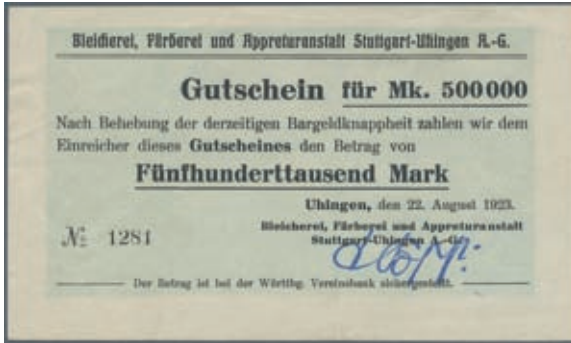 Bleicherei, Färberei und Appreturanstalt Stuttgart-Uhingen A.-G.
Gutschein für Mk. 500000
Nach Behebung der derzeitigen Bargeldknappheit zahlen wir dem
Einreicher dieses Gutscheines den Betrag von
Fünfhunderttausend Mark
Uhingen, den 22. August 1923.
Bleicherei, Färberei und Appreturanstalt
Stuttgart-Uhingen A.-G.
№ 1281
Der Betrag ist bei der Württbg. Vereinsbank sichergestellt.